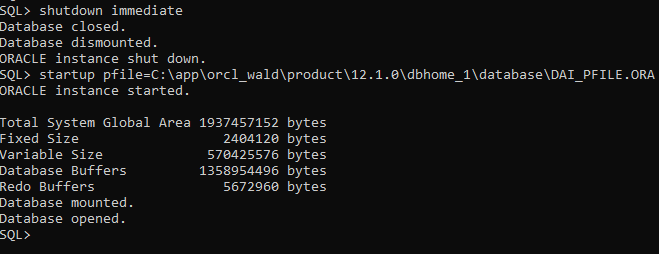 SQL> shutdown immediate
Database closed.
Database dismounted.
ORACLE instance shut down.
SQL> startup pfile=C:\app\orcl_wald\product\12.1.0\dbhome_1\database\DAI_PFILE.ORA
ORACLE instance started.

Total System Global Area 1937457152 bytes
Fixed Size                  2404120 bytes
Variable Size             570425576 bytes
Database Buffers         1358954496 bytes
Redo Buffers                5672960 bytes
Database mounted.
Database opened.
SQL>